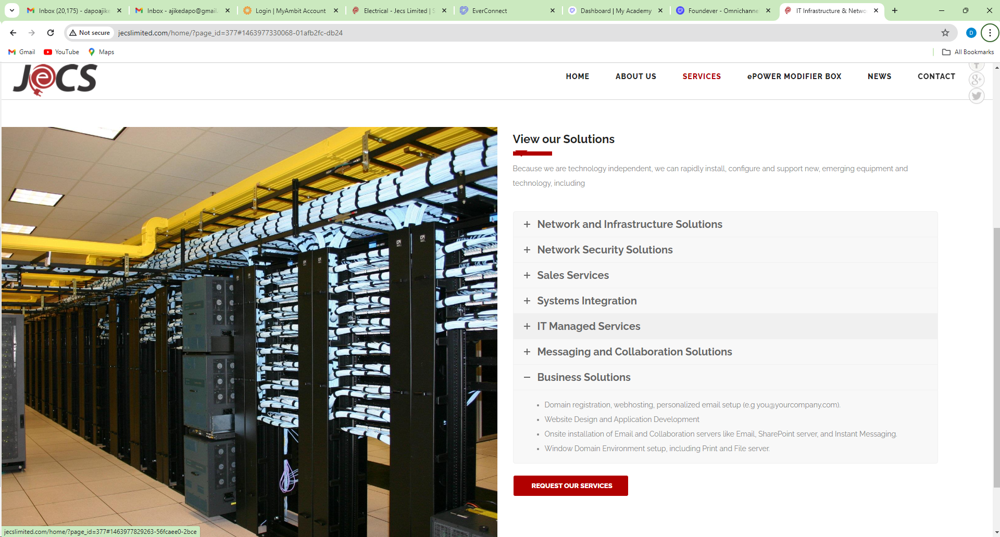 Inbox (20,175) - dapoajike
Inbox - ajikedapo@gmail.
Login | MyAmbit Account
Electrical - Jecs Limited | S
EverConnect
Dashboard | My Academy
Foundever - Omnichanne
IT Infrastructure & Netwo
Not secure
jecslimited.com/home/?page_id=377#1463977330068-01afb2fc-db24
D
Gmail
YouTube
Maps
All Bookmarks
JeCS
HOME
ABOUT US
SERVICES
ePOWER MODIFIER BOX
NEWS
CONTACT
View our Solutions
Because we are technology independent, we can rapidly install, configure and support new, emerging equipment and
technology, including
Network and Infrastructure Solutions
Network Security Solutions
Sales Services
Systems Integration
IT Managed Services
Messaging and Collaboration Solutions
Business Solutions
• Domain registration, webhosting, personalized email setup (e.g you@yourcompany.com).
• Website Design and Application Development
• Onsite installation of Email and Collaboration servers like Email, SharePoint server, and Instant Messaging.
• Window Domain Environment setup, including Print and File server.
REQUEST OUR SERVICES
jecslimited.com/home/?page_id=377#1463977829263-56fcaee0-2bce